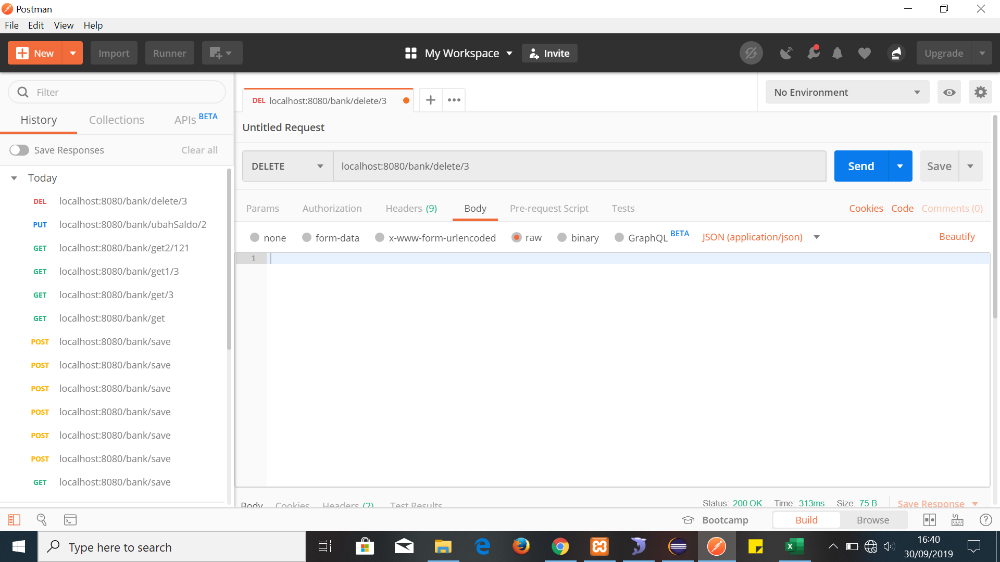 Postman
File Edit View Help
New Import Runner My Workspace Invite Upgrade
Filter
History Collections APIs BETA
Save Responses Clear all
Today
DEL localhost:8080/bank/delete/3
PUT localhost:8080/bank/ubahSaldo/2
GET localhost:8080/bank/get2/121
GET localhost:8080/bank/get1/3
GET localhost:8080/bank/get/3
GET localhost:8080/bank/get
POST localhost:8080/bank/save
POST localhost:8080/bank/save
POST localhost:8080/bank/save
POST localhost:8080/bank/save
POST localhost:8080/bank/save
POST localhost:8080/bank/save
GET localhost:8080/bank/save
DEL localhost:8080/bank/delete/3
No Environment
Untitled Request
DELETE localhost:8080/bank/delete/3 Send Save
Params Authorization Headers (9) Body Pre-request Script Tests Cookies Code Comments (0)
none form-data x-www-form-urlencoded raw binary GraphQL BETA JSON (application/json) Beautify
1
Body Cookies Headers (2) Test Results Status: 200 OK Time: 313ms Size: 75 B Save Response
Bootcamp Build Browse
Type here to search
16:40
30/09/2019